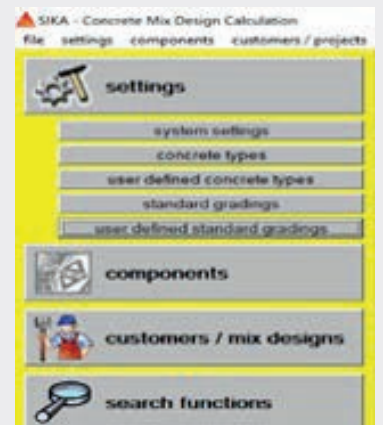 SIKA - Concrete Mix Design Calculation
file settings components customers / projects
settings
system settings
concrete types
user defined concrete types
standard gradings
user defined standard gradings
components
customers / mix designs
search functions